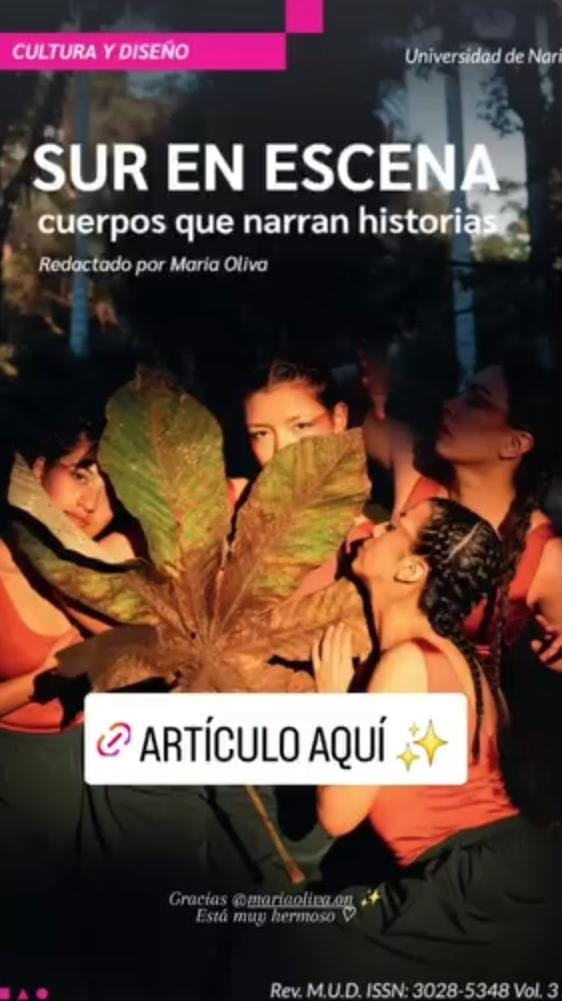 CULTURA Y DISEÑO
Universidad de Nari
SUR EN ESCENA
cuerpos que narran historias
Redactado por Maria Oliva
ARTÍCULO AQUÍ
Gracias @mariaoliva.on
Está muy hermoso
Rev. M.U.D. ISSN: 3028-5348 Vol. 3